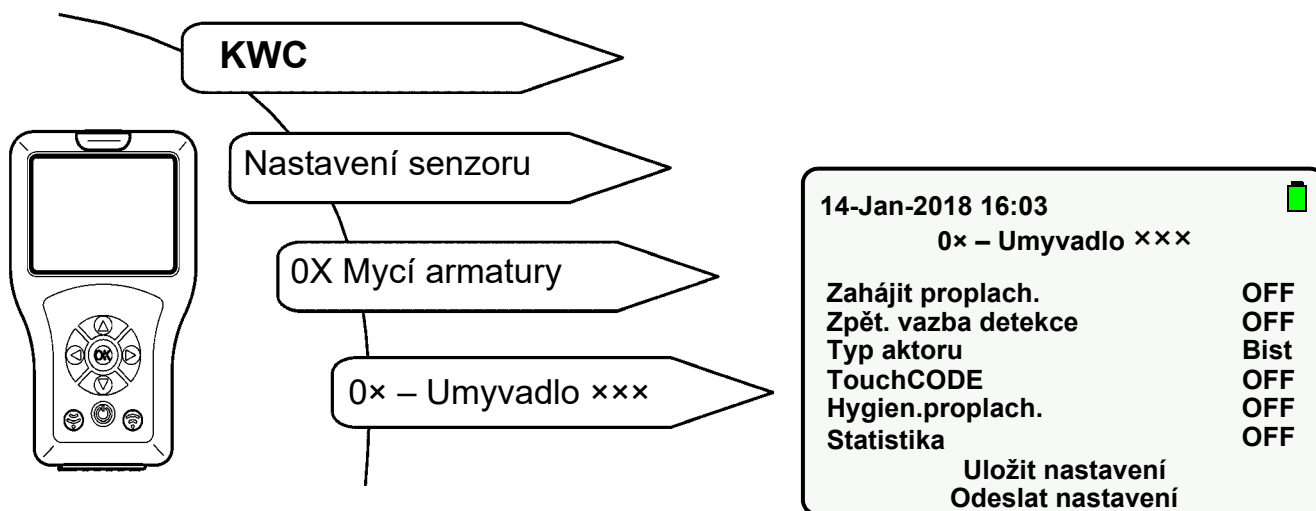 KWC
Nastavení senzoru
0X Mycí armatury
0× – Umyvadlo ×××
OK
14-Jan-2018 16:03
0× – Umyvadlo ×××
Zahájit proplach. OFF
Zpět. vazba detekce OFF
Typ aktoru Bist
TouchCODE OFF
Hygien.proplach. OFF
Statistika OFF
Uložit nastavení
Odeslat nastavení